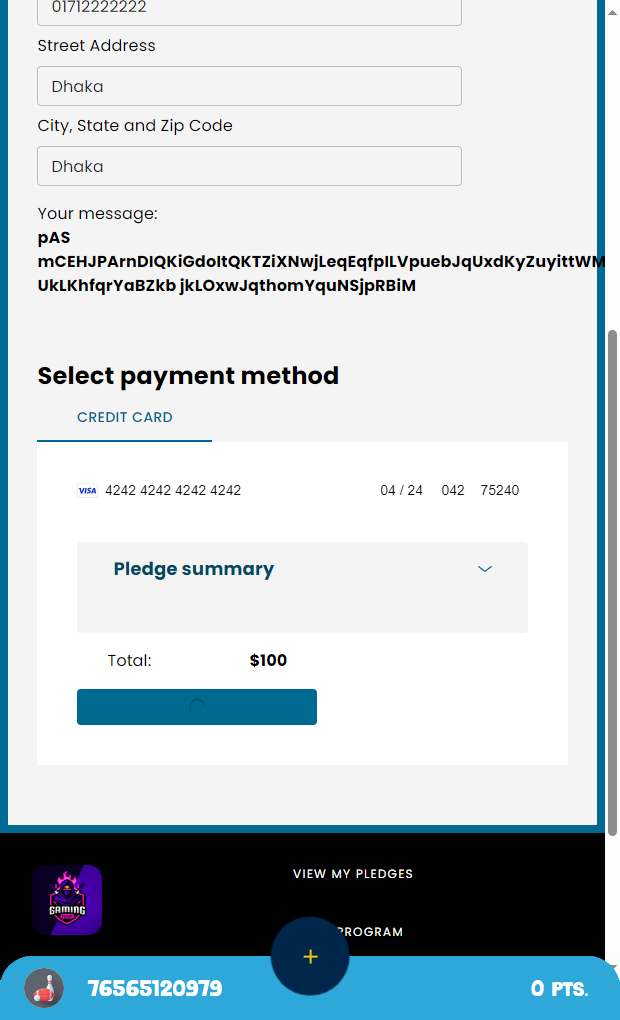 01712222222
Street Address
Dhaka
City, State and Zip Code
Dhaka
Your message:
pAS
UkLKhfqrYaBZkb jkLOxwJqthomYquNSjpRBiM
Select payment method
CREDIT CARD
VISA 4242 4242 4242 4242 04 / 24 042 75240
Pledge summary
Total: $100
GAMING
VIEW MY PLEDGES
PROGRAM
+
76565120979 0 PTS.